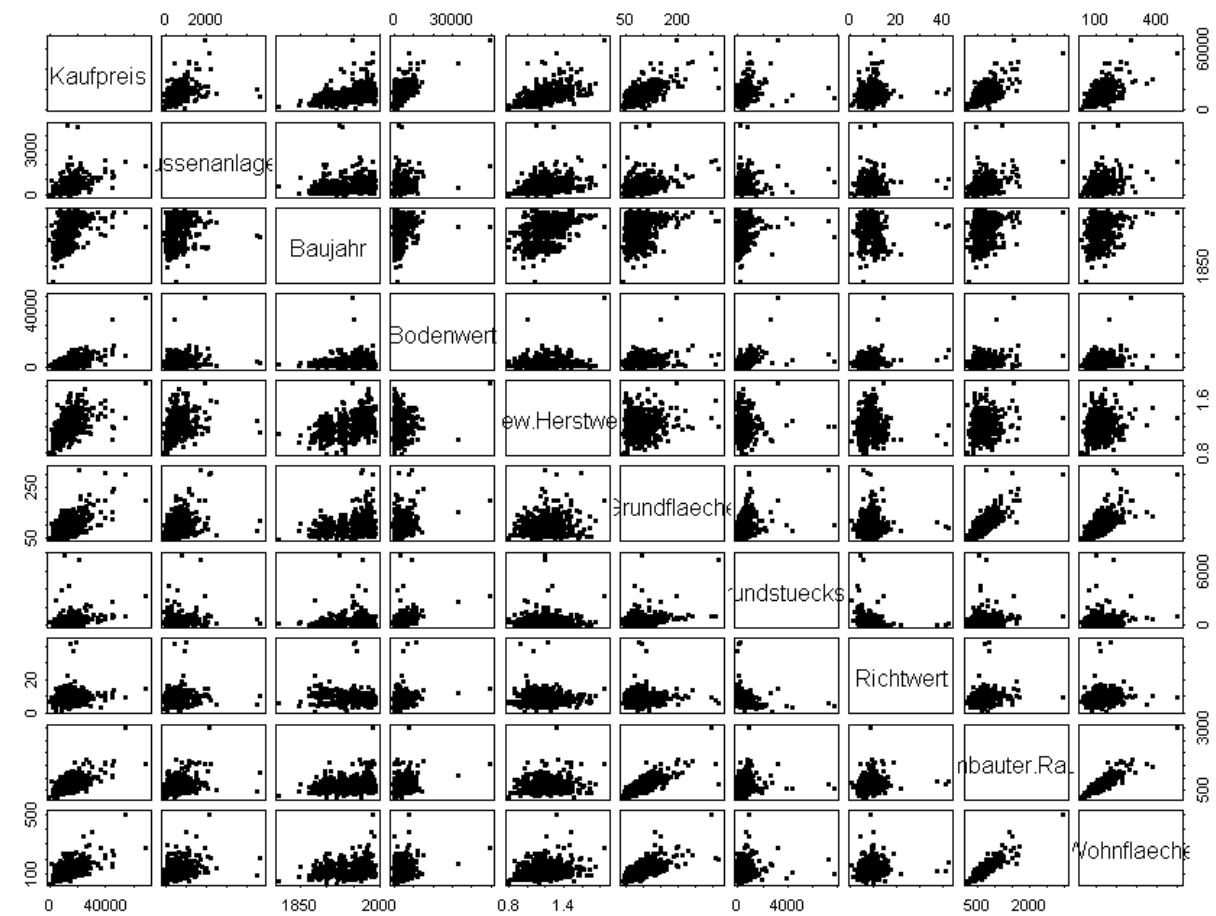 0 2000 0 30000 50 200 0 20 40 100 400
Kaufpreis 0 60000
0 3000 ussenanlage
Baujahr 1850
0 40000 Bodenwert
ew.Herstwe 0.8 1.6
50 250 Grundflaeche
undstuecks 0 6000
0 20 Richtwert
nbauter.Ra 500 3000
100 500 Wohnflaeche
0 40000 1850 2000 0.8 1.4 0 4000 500 2000